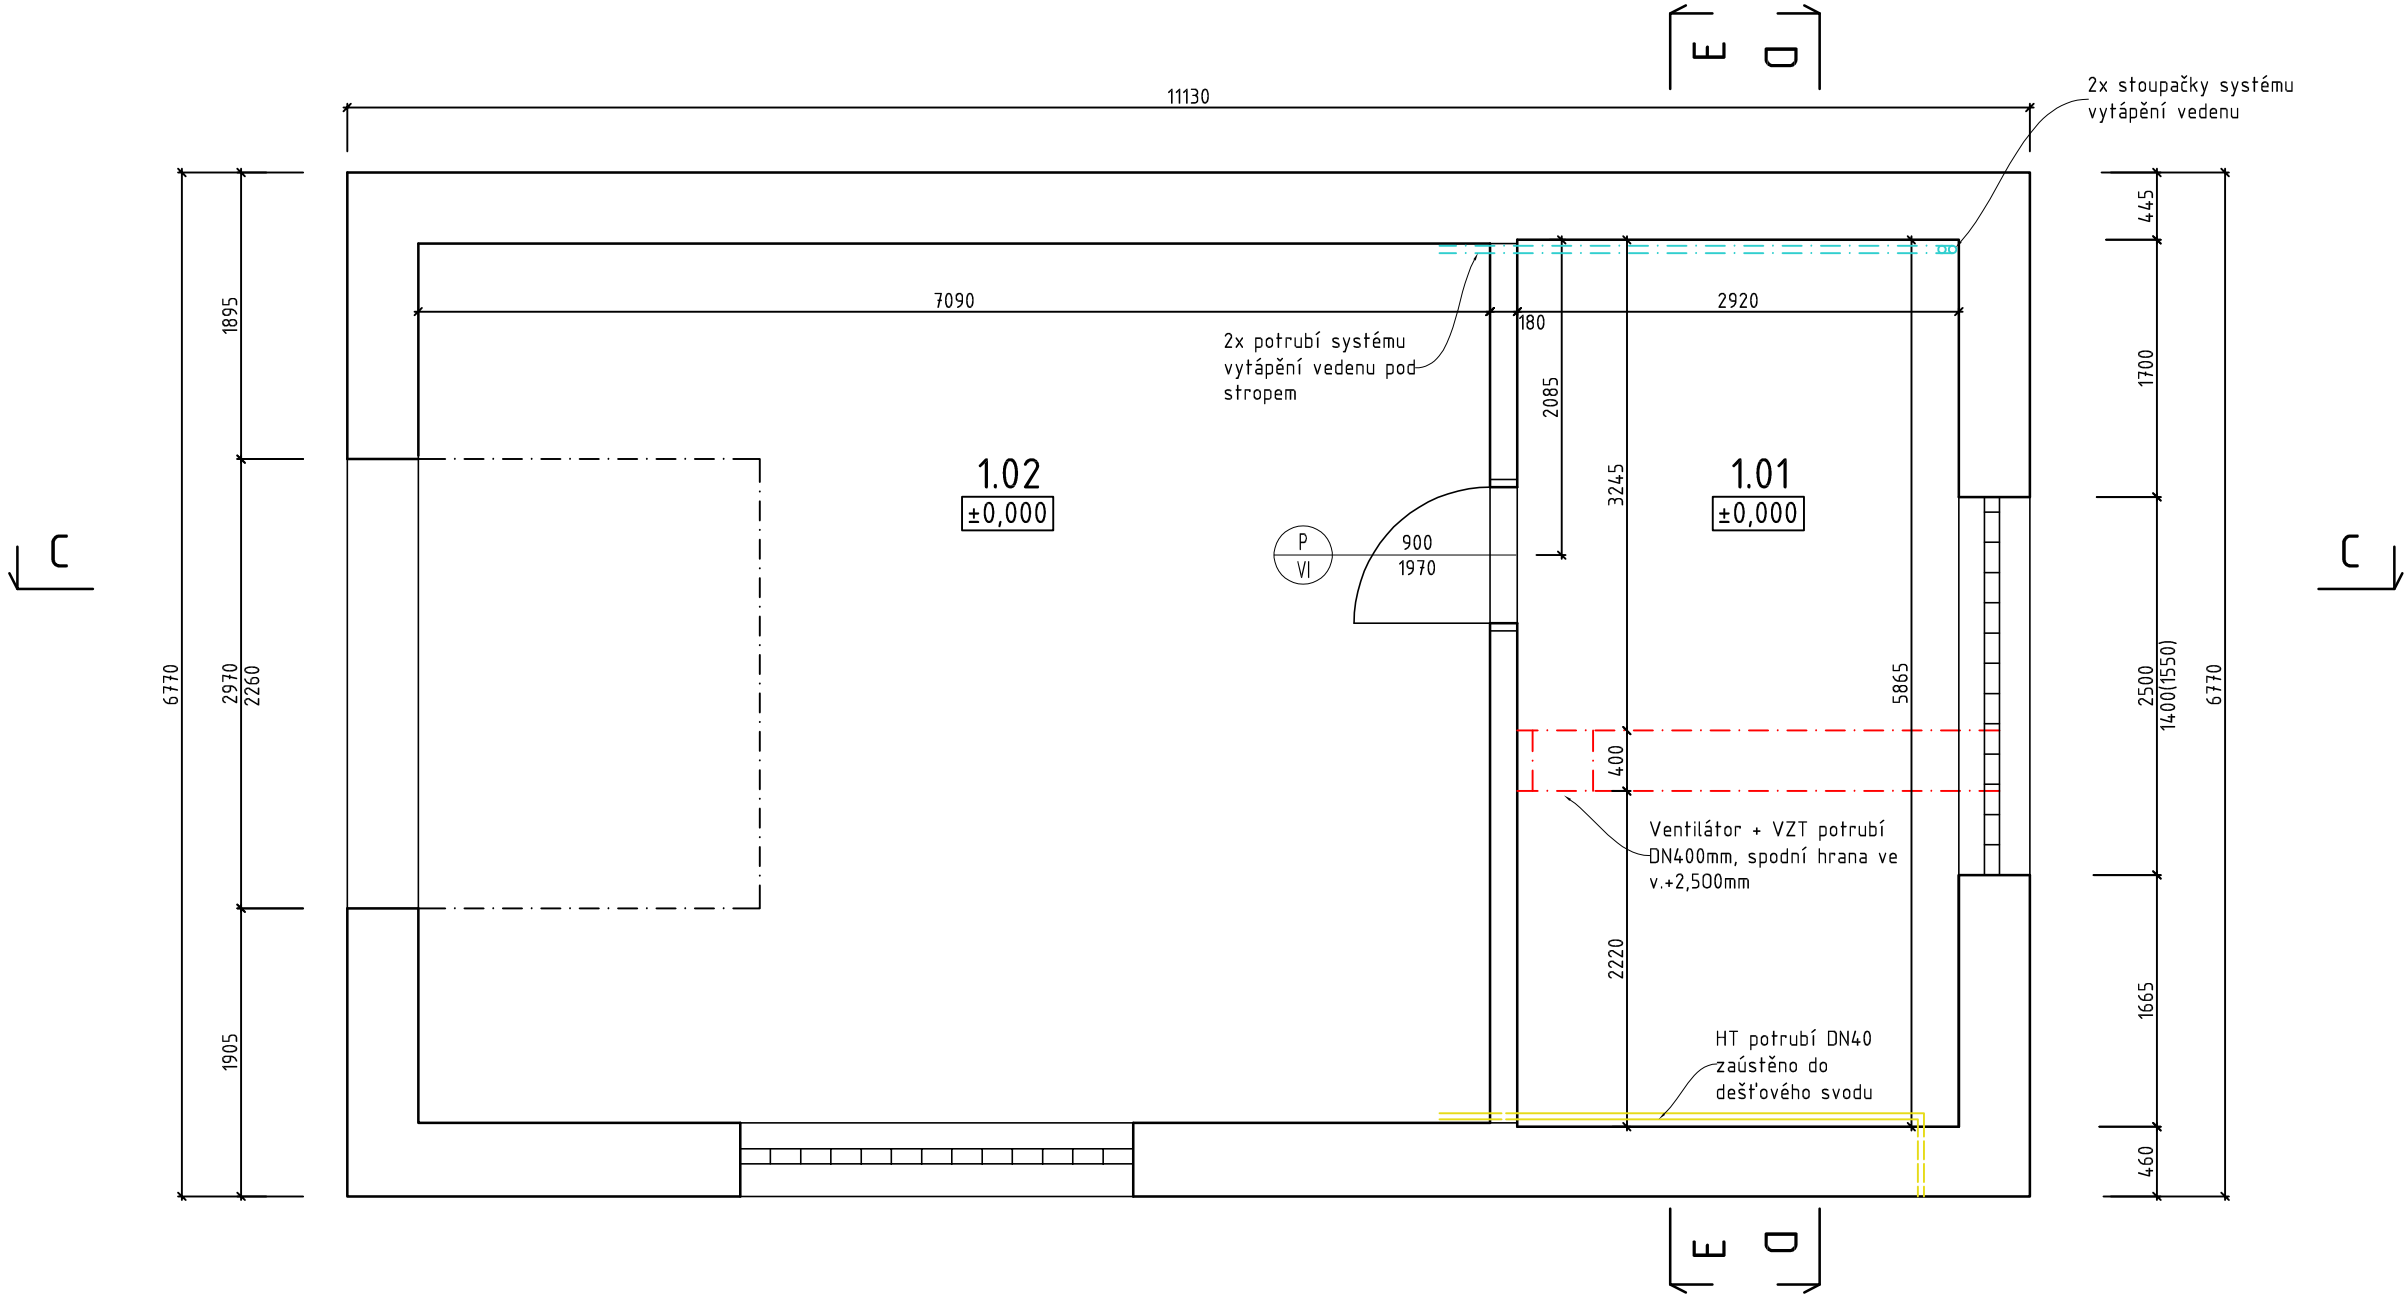 E
D
2x stoupačky systému
vytápění vedenu
11130
445
1895
7090
2920
180
2x potrubí systému
vytápění vedenu pod
stropem
2085
1700
1.02
±0,000
1.01
±0,000
3245
C
P
VI
900
1970
C
6770
2970
2260
5865
2500
1400(1550)
6770
400
Ventilátor + VZT potrubí
DN400mm, spodní hrana ve
v.+2,500mm
2220
1665
1905
HT potrubí DN40
zaústěno do
dešťového svodu
460
E
D